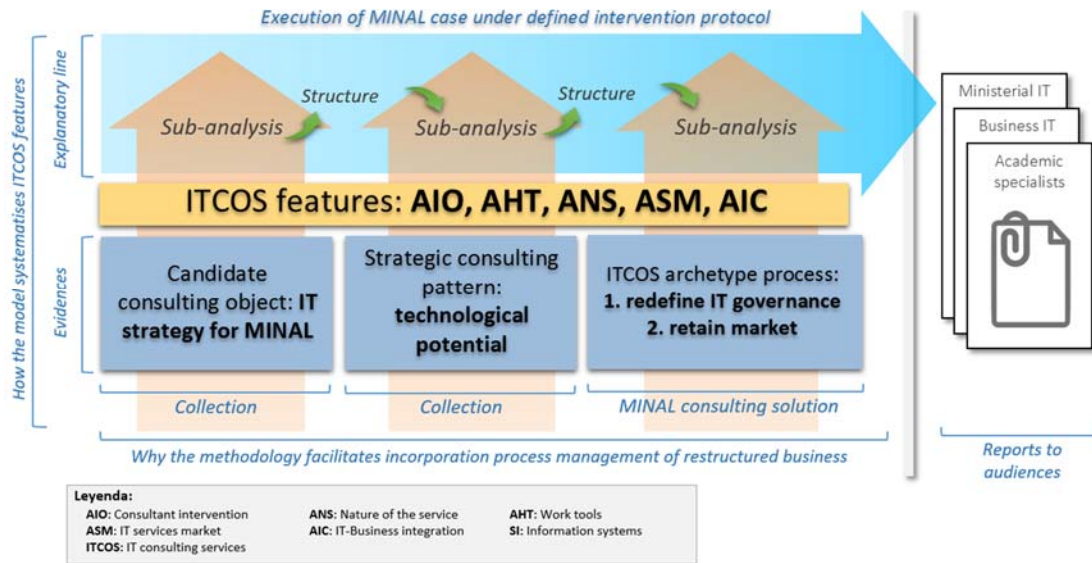 Execution of MINAL case under defined intervention protocol
How the model systematises ITCOS features
Explanatory line
Sub-analysis
Structure
Sub-analysis
Structure
Sub-analysis
ITCOS features: AIO, AHT, ANS, ASM, AIC
Evidences
Candidate
consulting object: IT
strategy for MINAL
Strategic consulting
pattern:
technological
potential
ITCOS archetype process:
1. redefine IT governance
2. retain market
Collection
Collection
MINAL consulting solution
Why the methodology facilitates incorporation process management of restructured business
Ministerial IT
Business IT
Academic
specialists
Reports to
audiences
Leyenda:
AIO: Consultant intervention
ANS: Nature of the service
AHT: Work tools
ASM: IT services market
AIC: IT-Business integration
SI: Information systems
ITCOS: IT consulting services